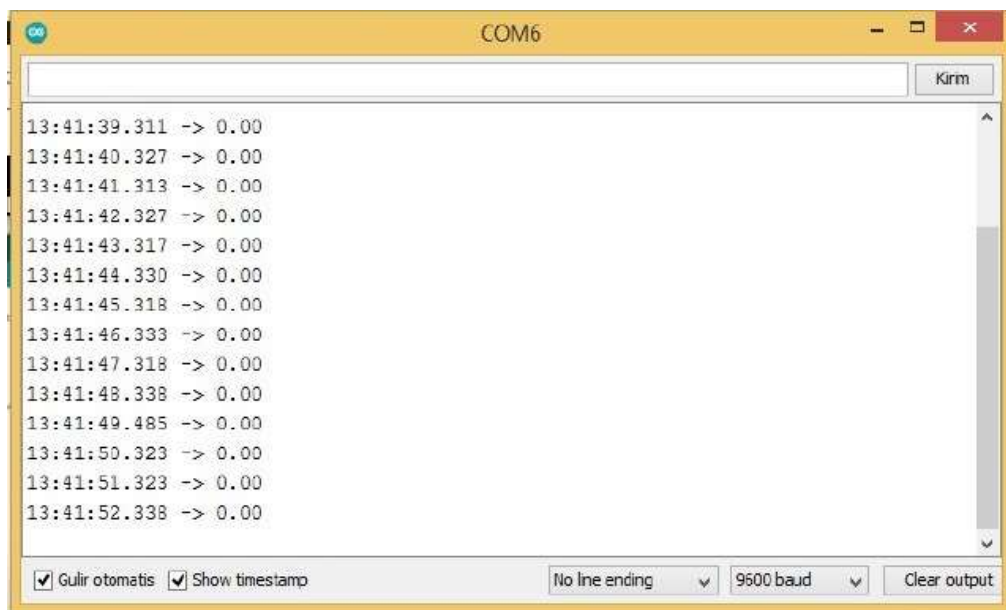 COM6
Kirim
13:41:39.311 -> 0.00
13:41:40.327 -> 0.00
13:41:41.313 -> 0.00
13:41:42.327 -> 0.00
13:41:43.317 -> 0.00
13:41:44.330 -> 0.00
13:41:45.318 -> 0.00
13:41:46.333 -> 0.00
13:41:47.318 -> 0.00
13:41:48.338 -> 0.00
13:41:49.485 -> 0.00
13:41:50.323 -> 0.00
13:41:51.323 -> 0.00
13:41:52.338 -> 0.00
Gulir otomatis Show timestamp No line ending 9600 baud Clear output